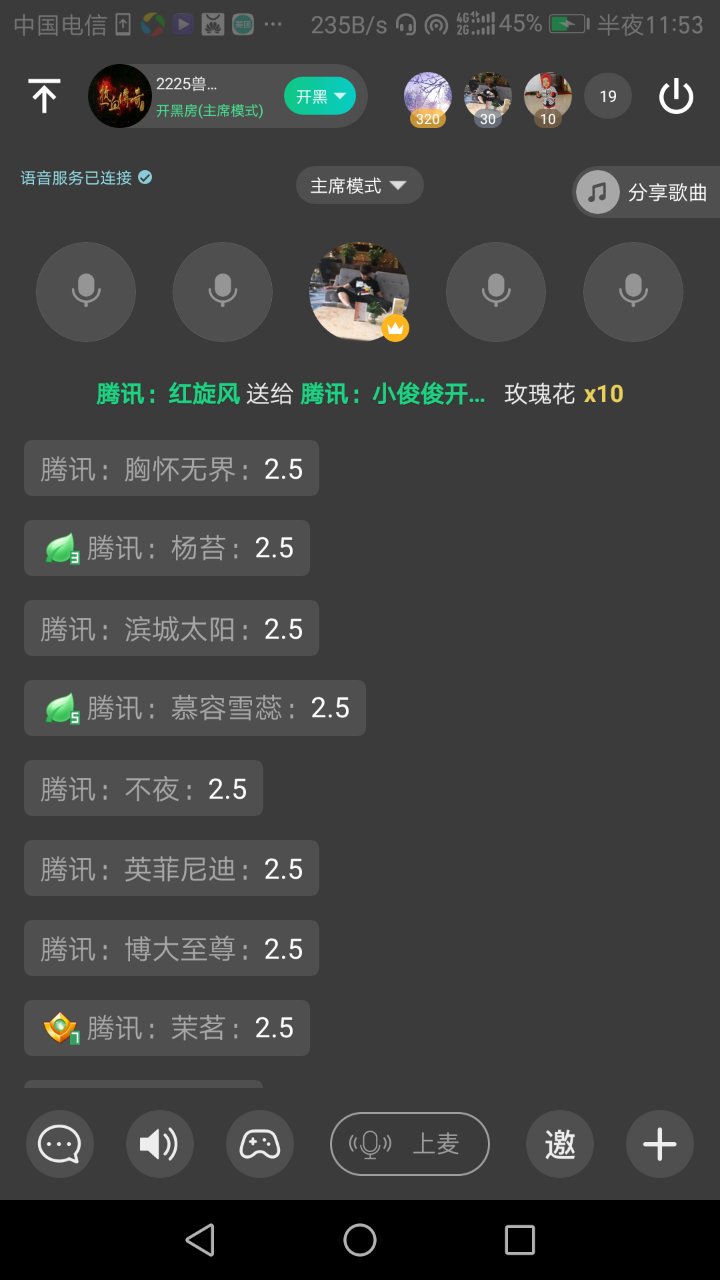 中国电信 235B/s 4G 2G 45% 半夜11:53
2225兽...
开黑房(主席模式)
开黑
320
30
10
19
语音服务已连接
主席模式
分享歌曲
腾讯：红旋风 送给 腾讯：小俊俊开... 玫瑰花 x10
腾讯：胸怀无界：2.5
3 腾讯：杨苔：2.5
腾讯：滨城太阳：2.5
5 腾讯：慕容雪蕊：2.5
腾讯：不夜：2.5
腾讯：英菲尼迪：2.5
腾讯：博大至尊：2.5
1 腾讯：茉茗：2.5
上麦
邀